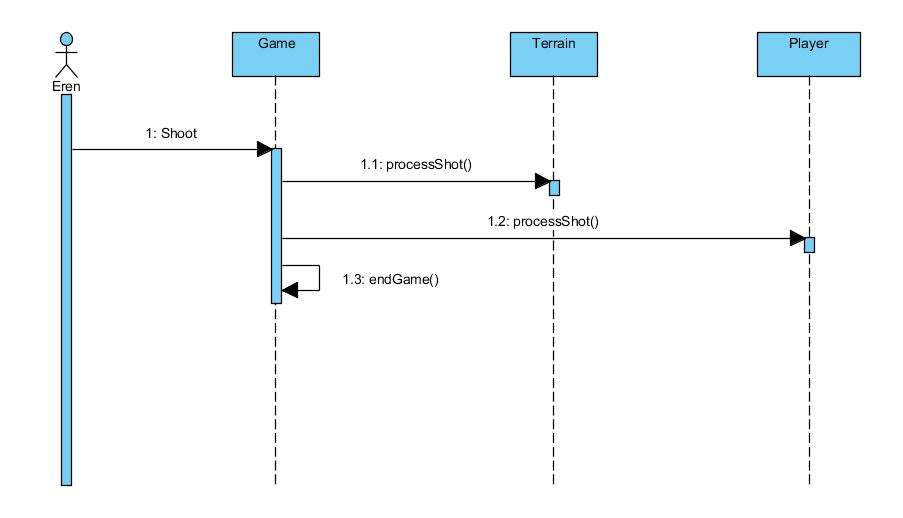 Eren
Game
Terrain
Player
1: Shoot
1.1: processShot()
1.2: processShot()
1.3: endGame()